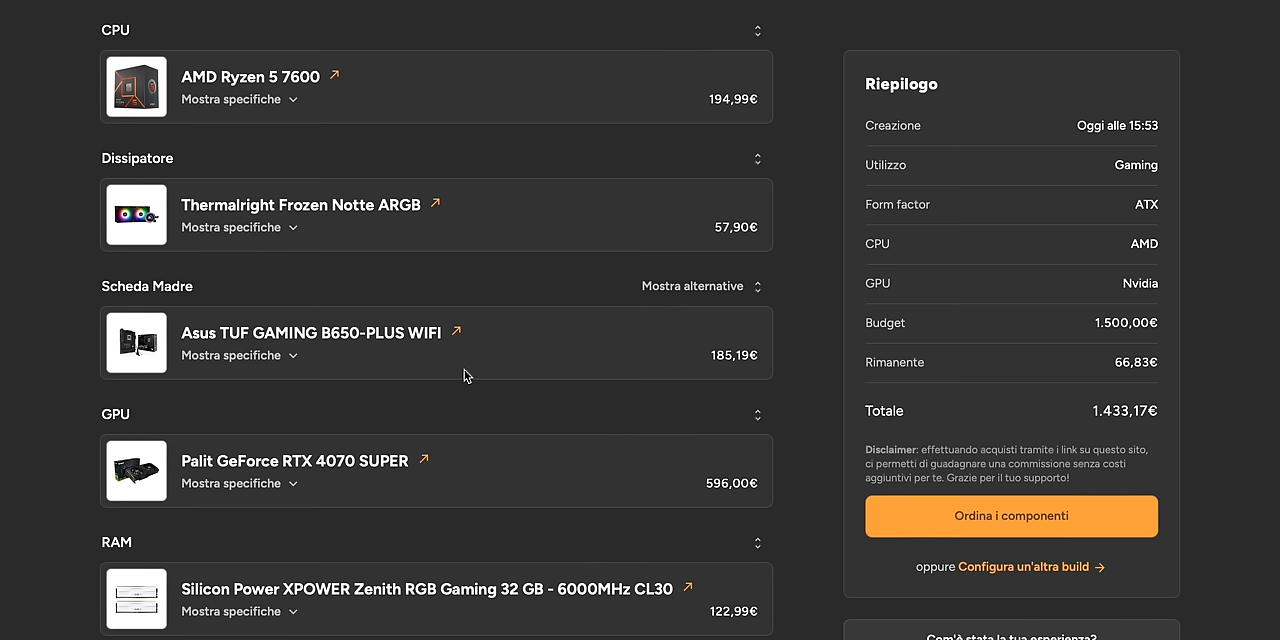 CPU
AMD Ryzen 5 7600
Mostra specifiche
194,99€
Dissipatore
Thermalright Frozen Notte ARGB
Mostra specifiche
57,90€
Scheda Madre
Mostra alternative
Asus TUF GAMING B650-PLUS WIFI
Mostra specifiche
185,19€
GPU
Palit GeForce RTX 4070 SUPER
Mostra specifiche
596,00€
RAM
Silicon Power XPOWER Zenith RGB Gaming 32 GB - 6000MHz CL30
Mostra specifiche
122,99€
Riepilogo
Creazione Oggi alle 15:53
Utilizzo Gaming
Form factor ATX
CPU AMD
GPU Nvidia
Budget 1.500,00€
Rimanente 66,83€
Totale 1.433,17€
Disclaimer: effettuando acquisti tramite i link su questo sito,
ci permetti di guadagnare una commissione senza costi
aggiuntivi per te. Grazie per il tuo supporto!
Ordina i componenti
oppure Configura un'altra build →
Com'è stata la tua esperienza?